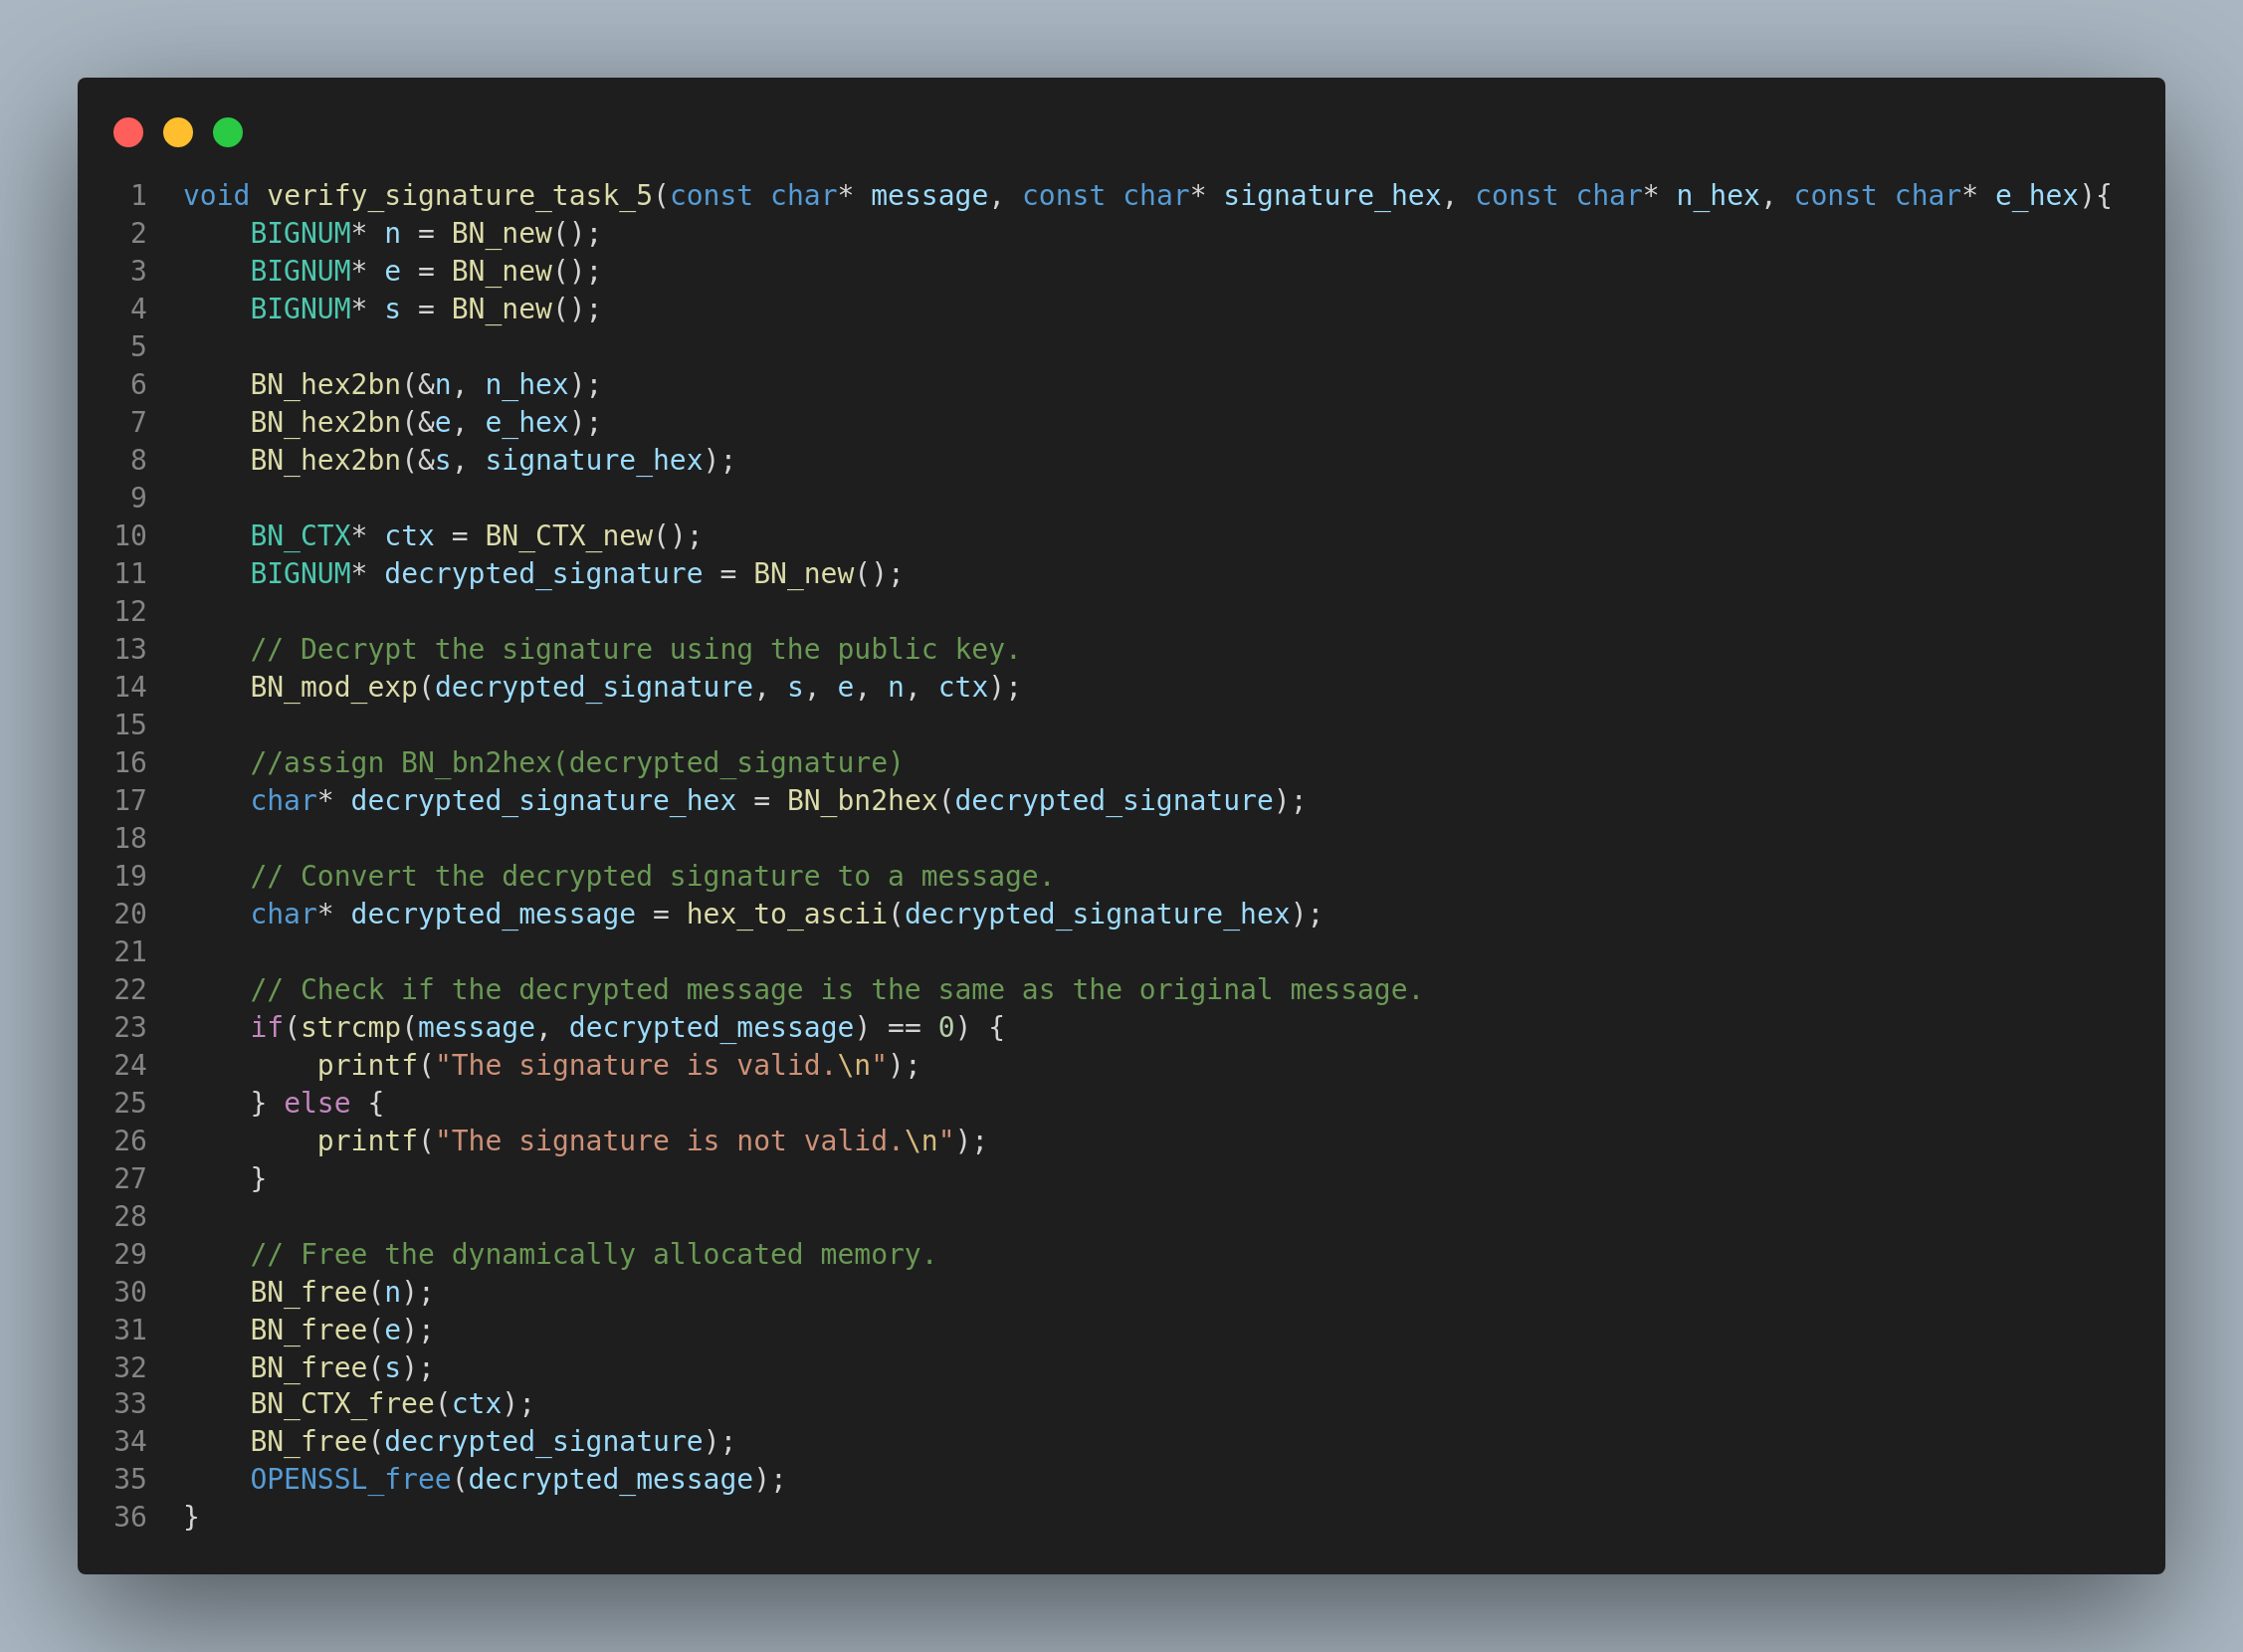 1 void verify_signature_task_5(const char* message, const char* signature_hex, const char* n_hex, const char* e_hex){
2     BIGNUM* n = BN_new();
3     BIGNUM* e = BN_new();
4     BIGNUM* s = BN_new();
5
6     BN_hex2bn(&n, n_hex);
7     BN_hex2bn(&e, e_hex);
8     BN_hex2bn(&s, signature_hex);
9
10     BN_CTX* ctx = BN_CTX_new();
11     BIGNUM* decrypted_signature = BN_new();
12
13     // Decrypt the signature using the public key.
14     BN_mod_exp(decrypted_signature, s, e, n, ctx);
15
16     //assign BN_bn2hex(decrypted_signature)
17     char* decrypted_signature_hex = BN_bn2hex(decrypted_signature);
18
19     // Convert the decrypted signature to a message.
20     char* decrypted_message = hex_to_ascii(decrypted_signature_hex);
21
22     // Check if the decrypted message is the same as the original message.
23     if(strcmp(message, decrypted_message) == 0) {
24         printf("The signature is valid.\n");
25     } else {
26         printf("The signature is not valid.\n");
27     }
28
29     // Free the dynamically allocated memory.
30     BN_free(n);
31     BN_free(e);
32     BN_free(s);
33     BN_CTX_free(ctx);
34     BN_free(decrypted_signature);
35     OPENSSL_free(decrypted_message);
36 }